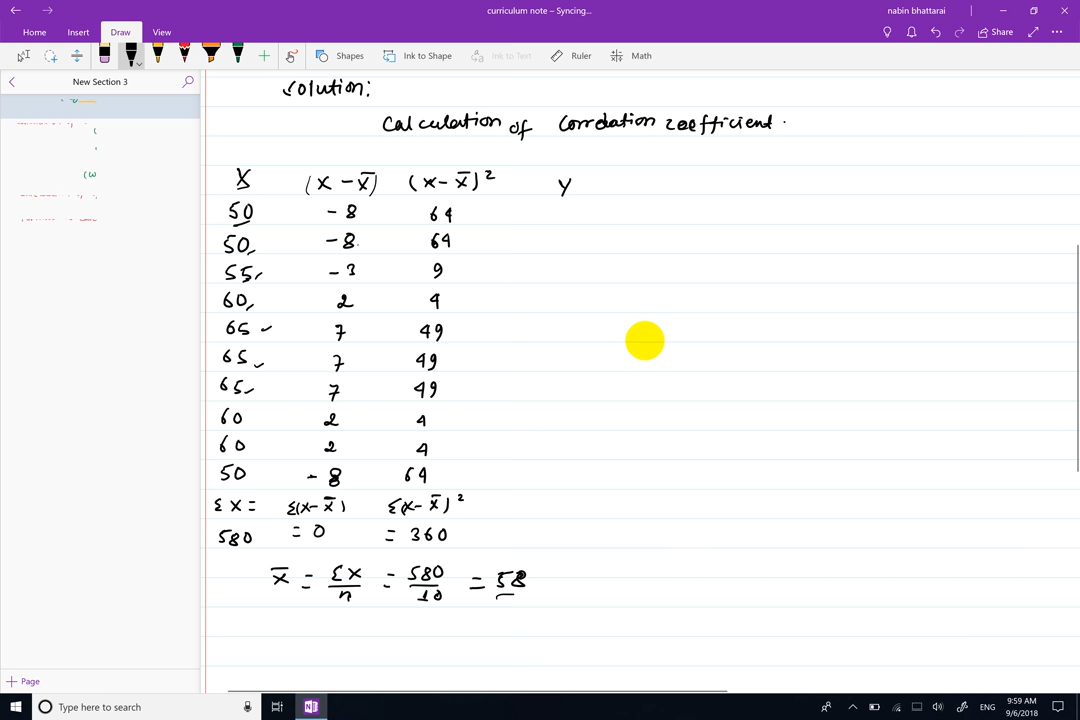 curriculum note – Syncing...
nabin bhattarai
Home Insert Draw View
Share
Shapes Ink to Shape Ink to Text Ruler Math
New Section 3
solution:
Calculation of Correlation coefficient.
X (X - X̅) (x - x̅)² Y
50 -8 64
50 -8 64
55 -3 9
60 2 4
65 7 49
65 7 49
65 7 49
60 2 4
60 2 4
50 -8 64
Σx = Σ(x-x̅) Σ(x-x̅)²
580 = 0 = 360
x̅ = Σx/n = 580/10 = 58
+ Page
Type here to search
ENG
9:59 AM
9/6/2018